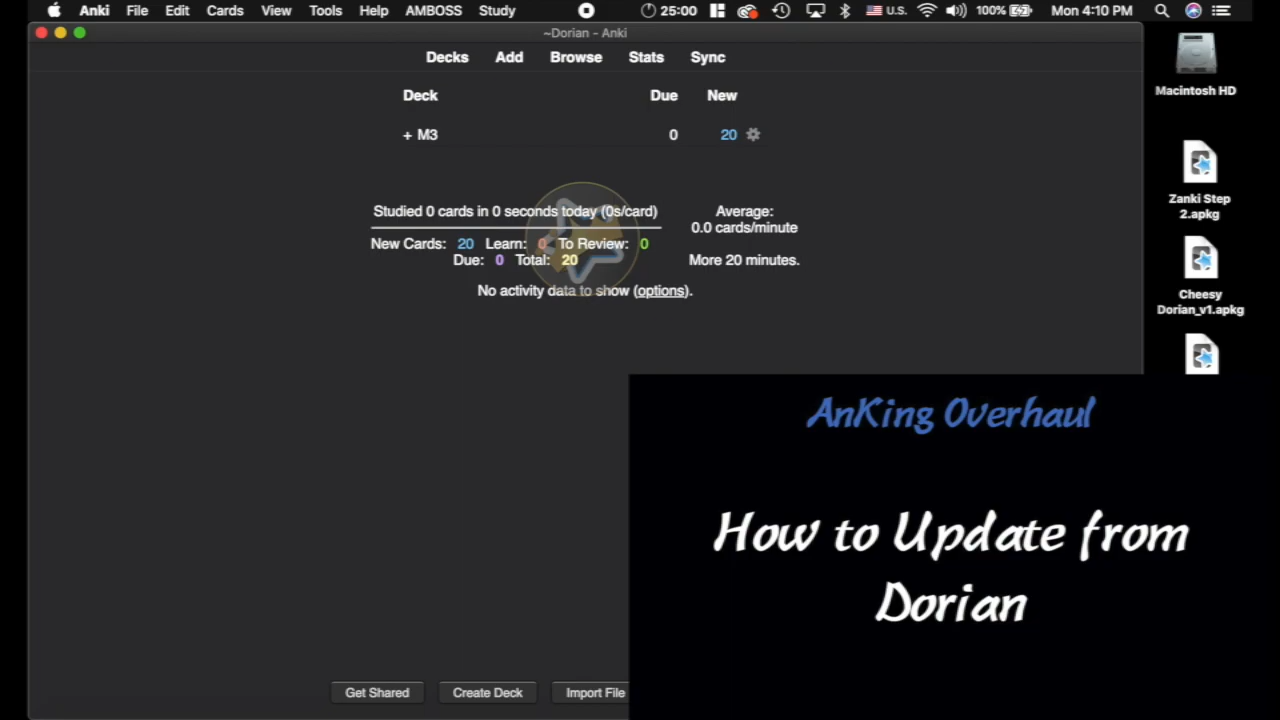 Anki File Edit Cards View Tools Help AMBOSS Study 25:00 U.S. 100% Mon 4:10 PM
~Dorian - Anki
Decks Add Browse Stats Sync
Deck Due New
+ M3 0 20
Studied 0 cards in 0 seconds today (0s/card)
New Cards: 20 Learn: 0 To Review: 0
Due: 0 Total: 20
Average:
0.0 cards/minute
More 20 minutes.
No activity data to show (options).
Get Shared Create Deck Import File
Macintosh HD
Zanki Step
2.apkg
Cheesy
Dorian_v1.apkg
AnKing Overhaul
How to Update from
Dorian